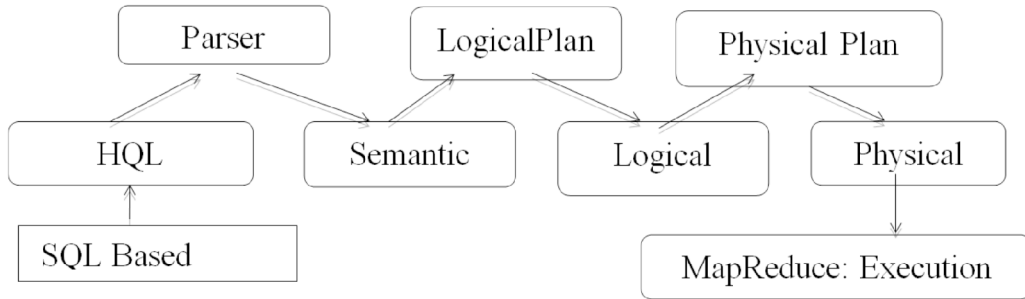 Parser
LogicalPlan
Physical Plan
HQL
Semantic
Logical
Physical
SQL Based
MapReduce: Execution